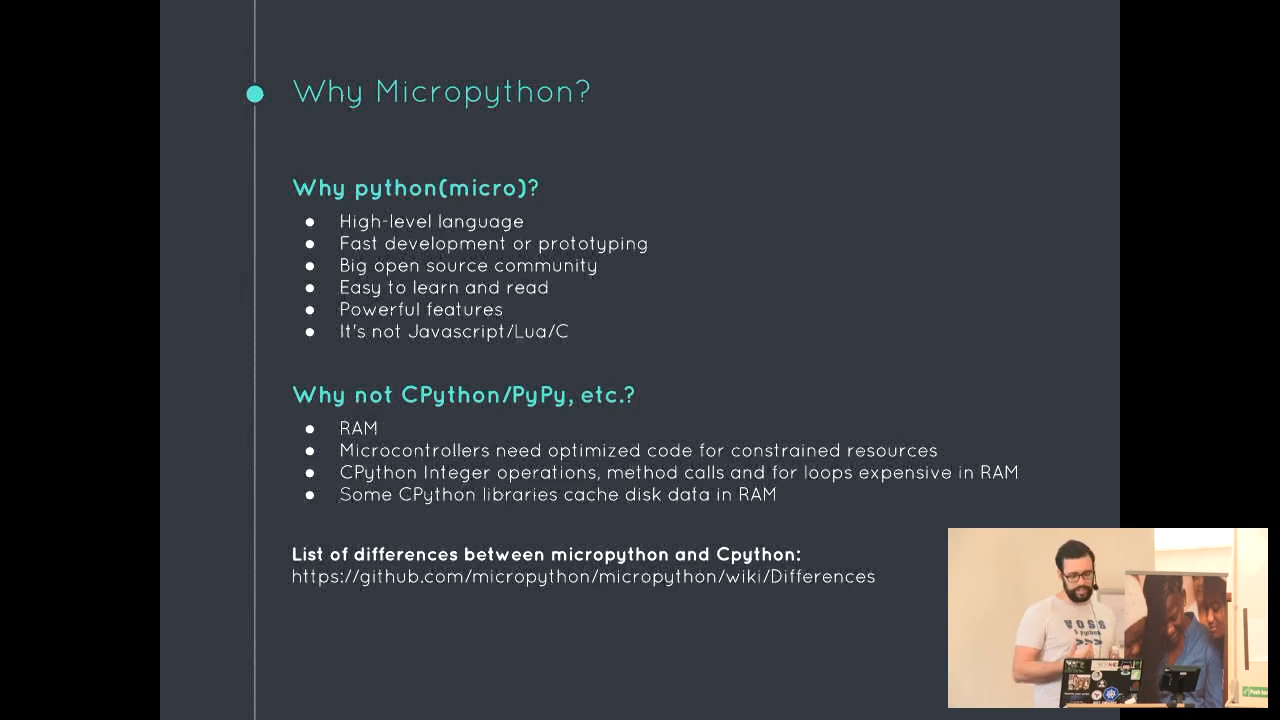 Why Micropython?
Why python(micro)?
● High-level language
● Fast development or prototyping
● Big open source community
● Easy to learn and read
● Powerful features
● It's not Javascript/Lua/C
Why not CPython/PyPy, etc.?
● RAM
● Microcontrollers need optimized code for constrained resources
● CPython Integer operations, method calls and for loops expensive in RAM
● Some CPython libraries cache disk data in RAM
List of differences between micropython and Cpython:
https://github.com/micropython/micropython/wiki/Differences
python
>>>